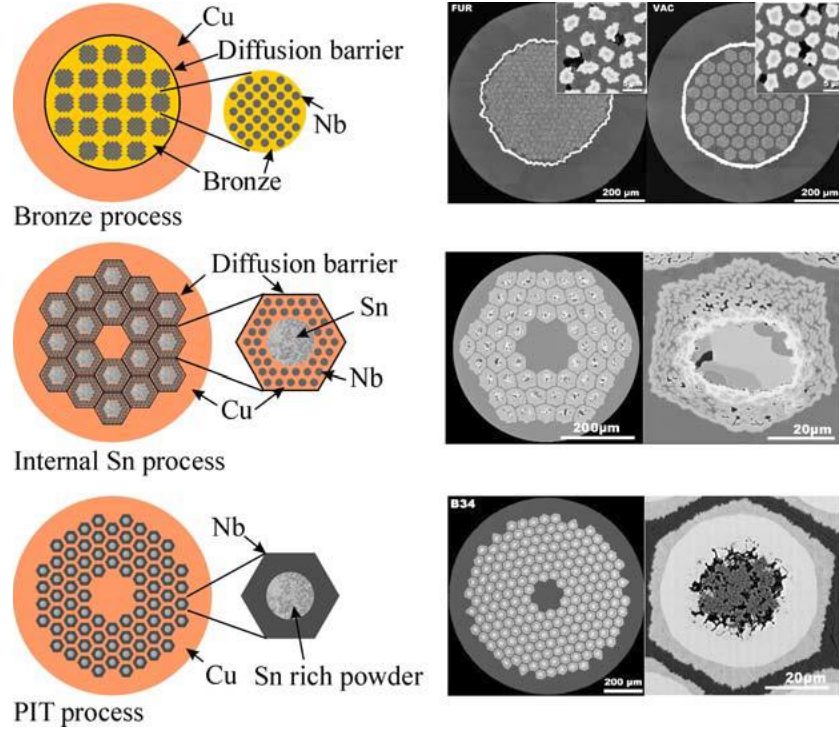 Cu
Diffusion barrier
Nb
Bronze
Bronze process
FUR
VAC
200 µm
200 µm
Diffusion barrier
Sn
Nb
Cu
Internal Sn process
200µm
20µm
Nb
Cu
Sn rich powder
PIT process
B34
200 µm
20µm